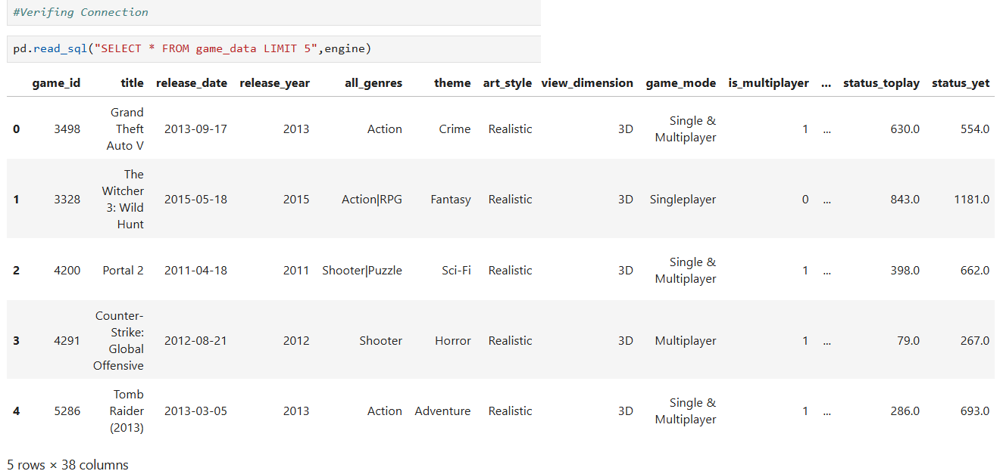 #Verifing Connection
pd.read_sql("SELECT * FROM game_data LIMIT 5",engine)
game_id title release_date release_year all_genres theme art_style view_dimension game_mode is_multiplayer ... status_toplay status_yet
0 3498 Grand Theft Auto V 2013-09-17 2013 Action Crime Realistic 3D Single & Multiplayer 1 ... 630.0 554.0
1 3328 The Witcher 3: Wild Hunt 2015-05-18 2015 Action|RPG Fantasy Realistic 3D Singleplayer 0 ... 843.0 1181.0
2 4200 Portal 2 2011-04-18 2011 Shooter|Puzzle Sci-Fi Realistic 3D Single & Multiplayer 1 ... 398.0 662.0
3 4291 Counter-Strike: Global Offensive 2012-08-21 2012 Shooter Horror Realistic 3D Multiplayer 1 ... 79.0 267.0
4 5286 Tomb Raider (2013) 2013-03-05 2013 Action Adventure Realistic 3D Single & Multiplayer 1 ... 286.0 693.0
5 rows × 38 columns